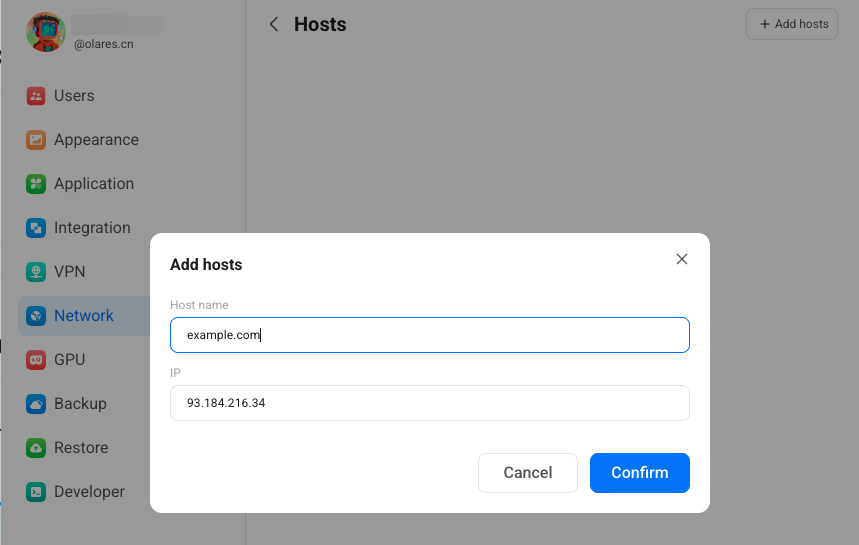 @olares.cn
Users
Appearance
Application
Integration
VPN
Network
GPU
Backup
Restore
Developer
Hosts
+ Add hosts
Add hosts
Host name
example.com
IP
93.184.216.34
Cancel
Confirm